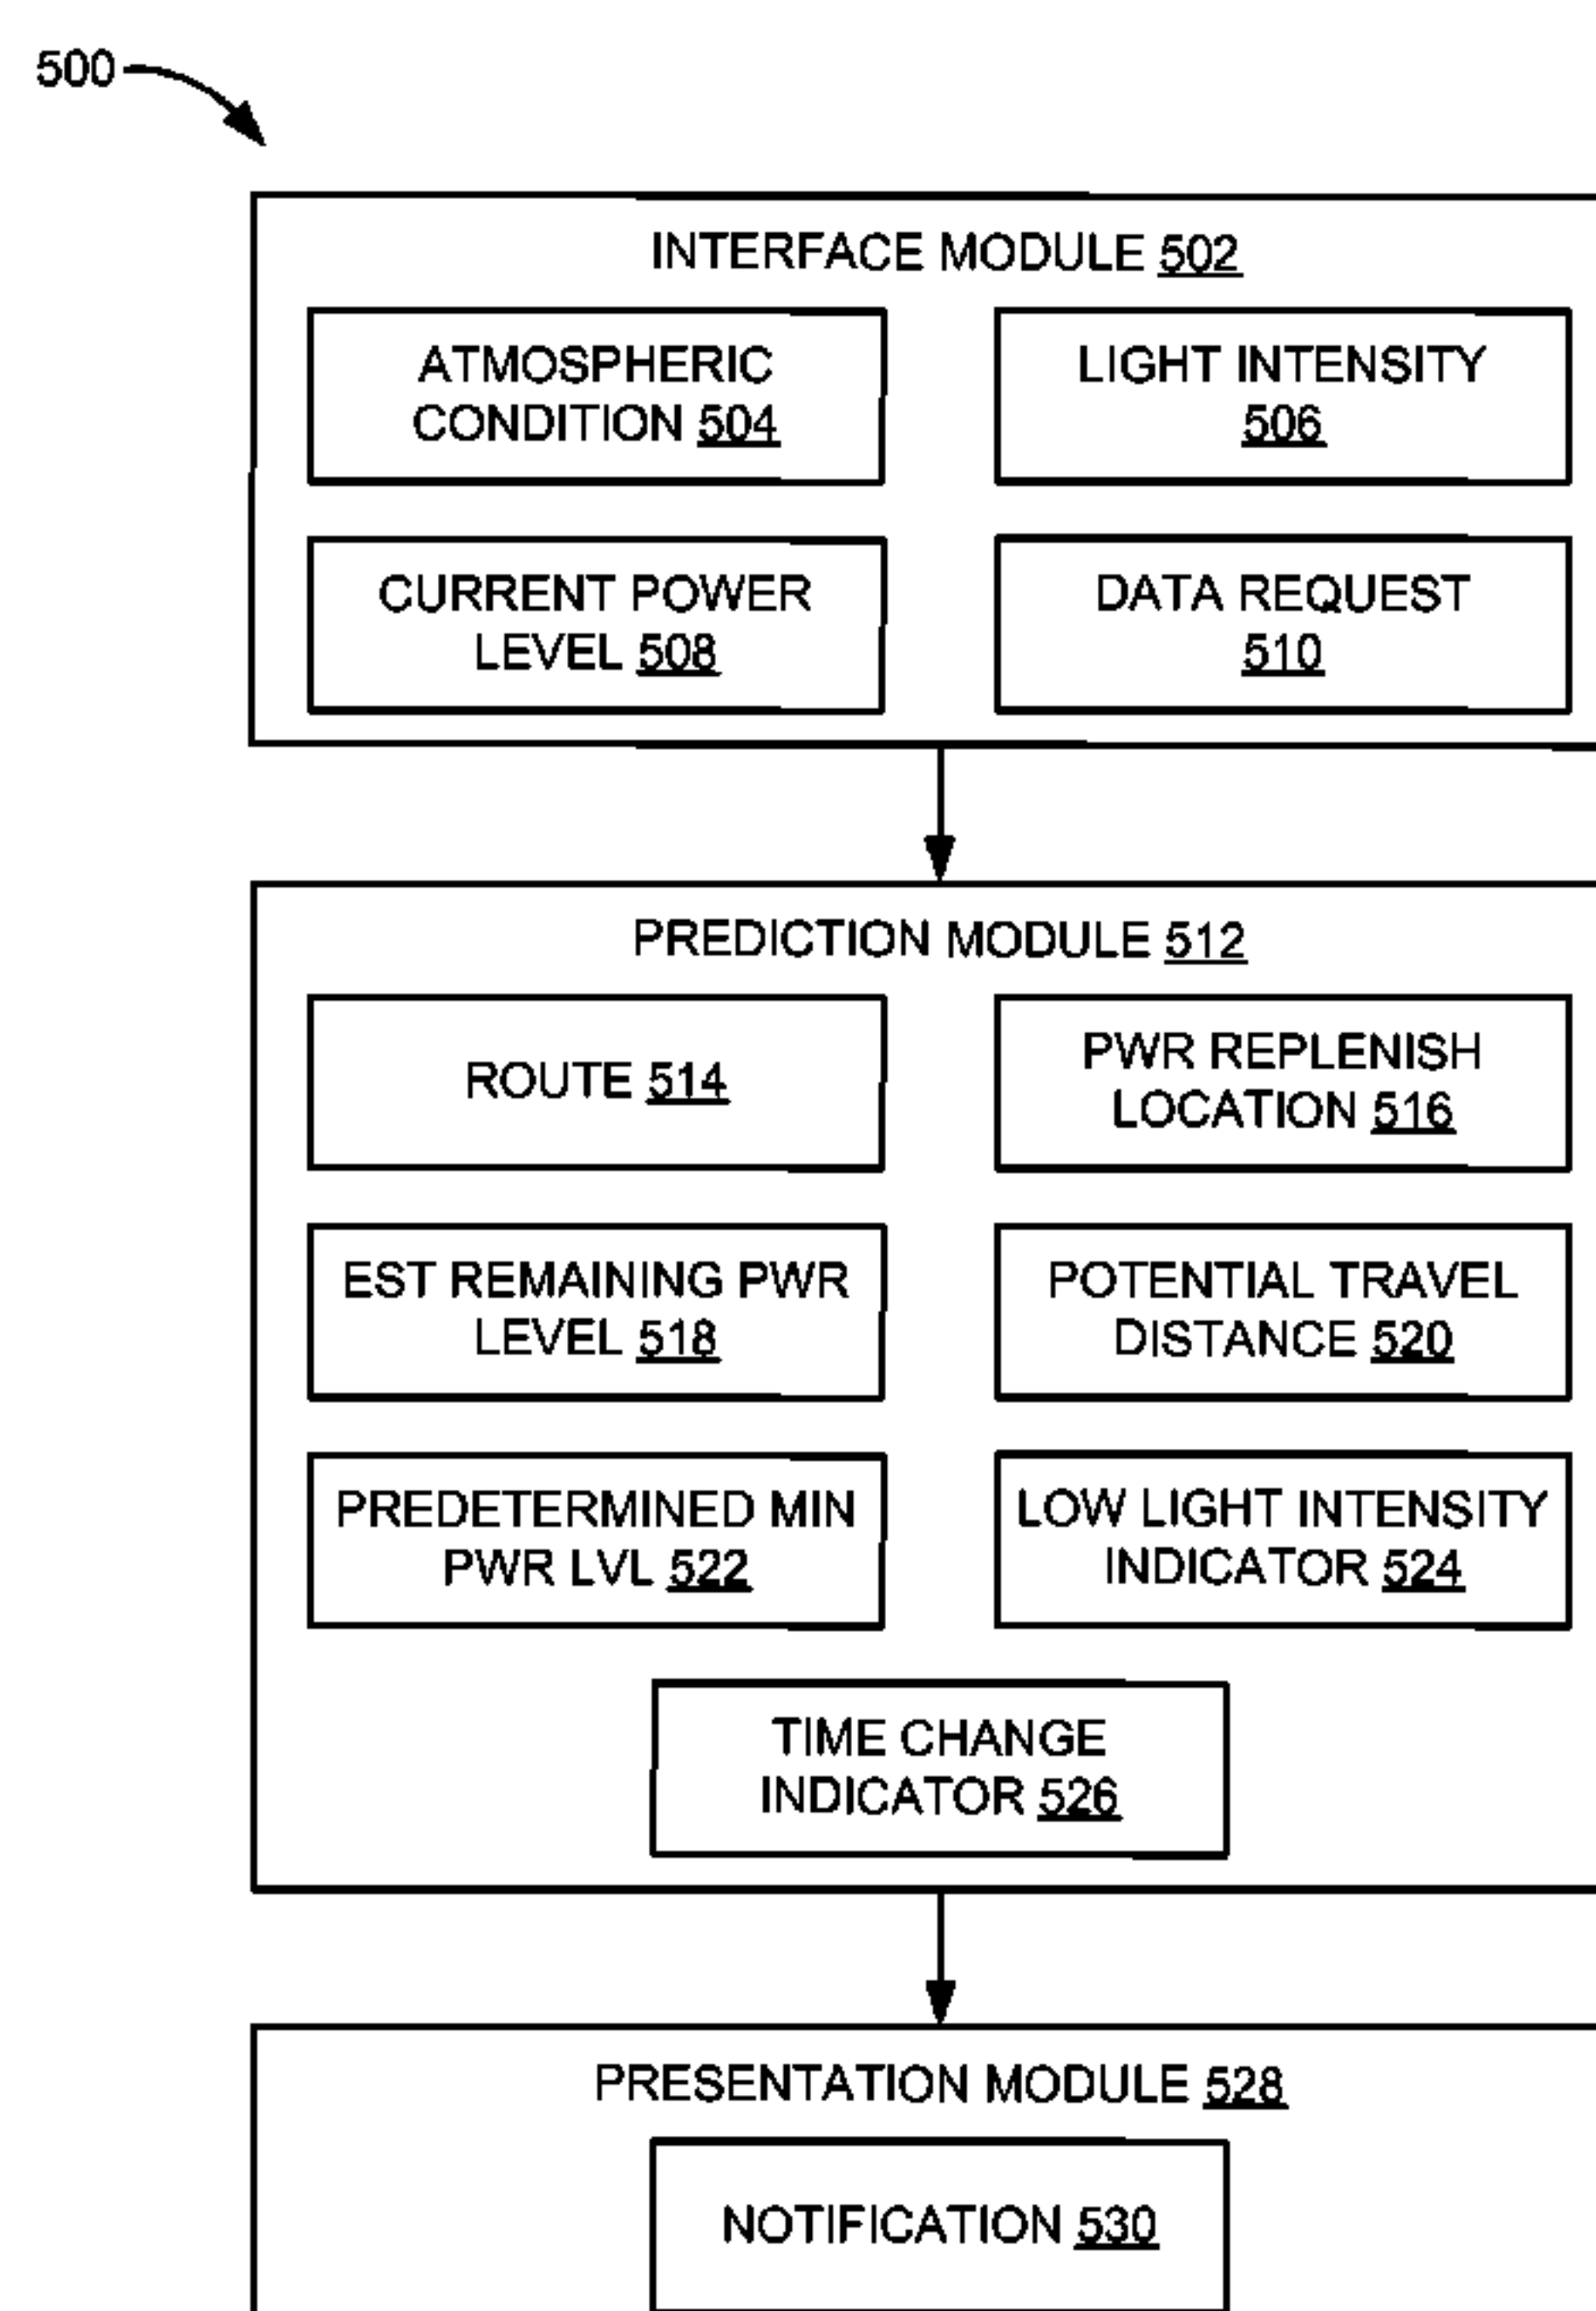 500
INTERFACE MODULE 502
ATMOSPHERIC
CONDITION 504
LIGHT INTENSITY
506
CURRENT POWER
LEVEL 508
DATA REQUEST
510
PREDICTION MODULE 512
ROUTE 514
PWR REPLENISH
LOCATION 516
EST REMAINING PWR
LEVEL 518
POTENTIAL TRAVEL
DISTANCE 520
PREDETERMINED MIN
PWR LVL 522
LOW LIGHT INTENSITY
INDICATOR 524
TIME CHANGE
INDICATOR 526
PRESENTATION MODULE 528
NOTIFICATION 530